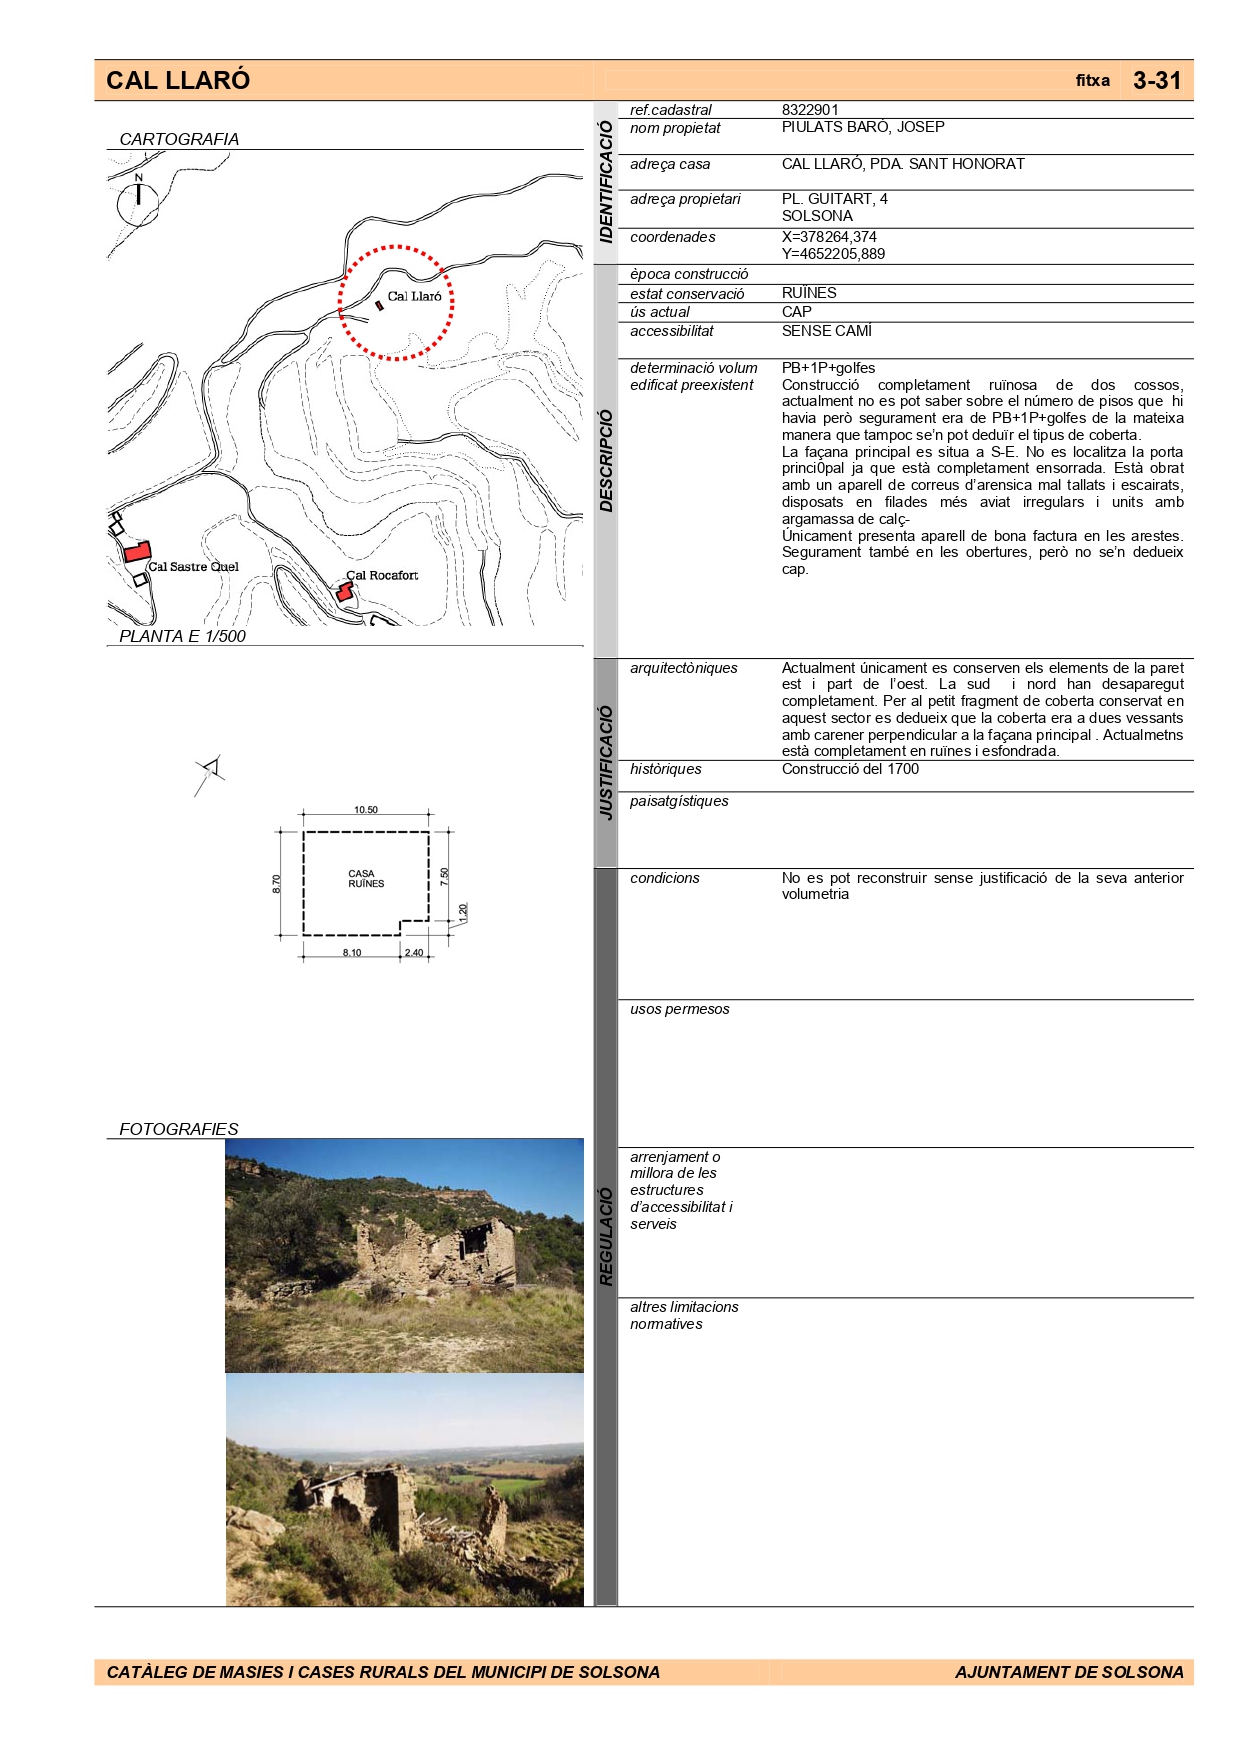 CAL LLARÓ
fitxa 3-31
CARTOGRAFIA
N
Cal Llaró
Cal Sastre Quel
Cal Rocafort
PLANTA E 1/500
10.50
8.70
CASA
RUÏNES
7.50
1.20
8.10
2.40
FOTOGRAFIES
IDENTIFICACIÓ
ref.cadastral 8322901
nom propietat PIULATS BARÓ, JOSEP
adreça casa CAL LLARÓ, PDA. SANT HONORAT
adreça propietari PL. GUITART, 4
SOLSONA
coordenades X=378264,374
Y=4652205,889
DESCRIPCIÓ
època construcció
estat conservació RUÏNES
ús actual CAP
accessibilitat SENSE CAMÍ
determinació volum PB+1P+golfes
edificat preexistent Construcció completament ruïnosa de dos cossos,
actualment no es pot saber sobre el número de pisos que hi
havia però segurament era de PB+1P+golfes de la mateixa
manera que tampoc se'n pot deduïr el tipus de coberta.
La façana principal es situa a S-E. No es localitza la porta
princi0pal ja que està completament ensorrada. Està obrat
amb un aparell de correus d'arensica mal tallats i escairats,
disposats en filades més aviat irregulars i units amb
argamassa de calç-
Únicament presenta aparell de bona factura en les arestes.
Segurament també en les obertures, però no se'n dedueix
cap.
JUSTIFICACIÓ
arquitectòniques Actualment únicament es conserven els elements de la paret
est i part de l'oest. La sud i nord han desaparegut
completament. Per al petit fragment de coberta conservat en
aquest sector es dedueix que la coberta era a dues vessants
amb carener perpendicular a la façana principal . Actualmetns
està completament en ruïnes i esfondrada.
històriques Construcció del 1700
paisatgístiques
REGULACIÓ
condicions No es pot reconstruir sense justificació de la seva anterior
volumetria
usos permesos
arrenjament o
millora de les
estructures
d'accessibilitat i
serveis
altres limitacions
normatives
CATÀLEG DE MASIES I CASES RURALS DEL MUNICIPI DE SOLSONA
AJUNTAMENT DE SOLSONA